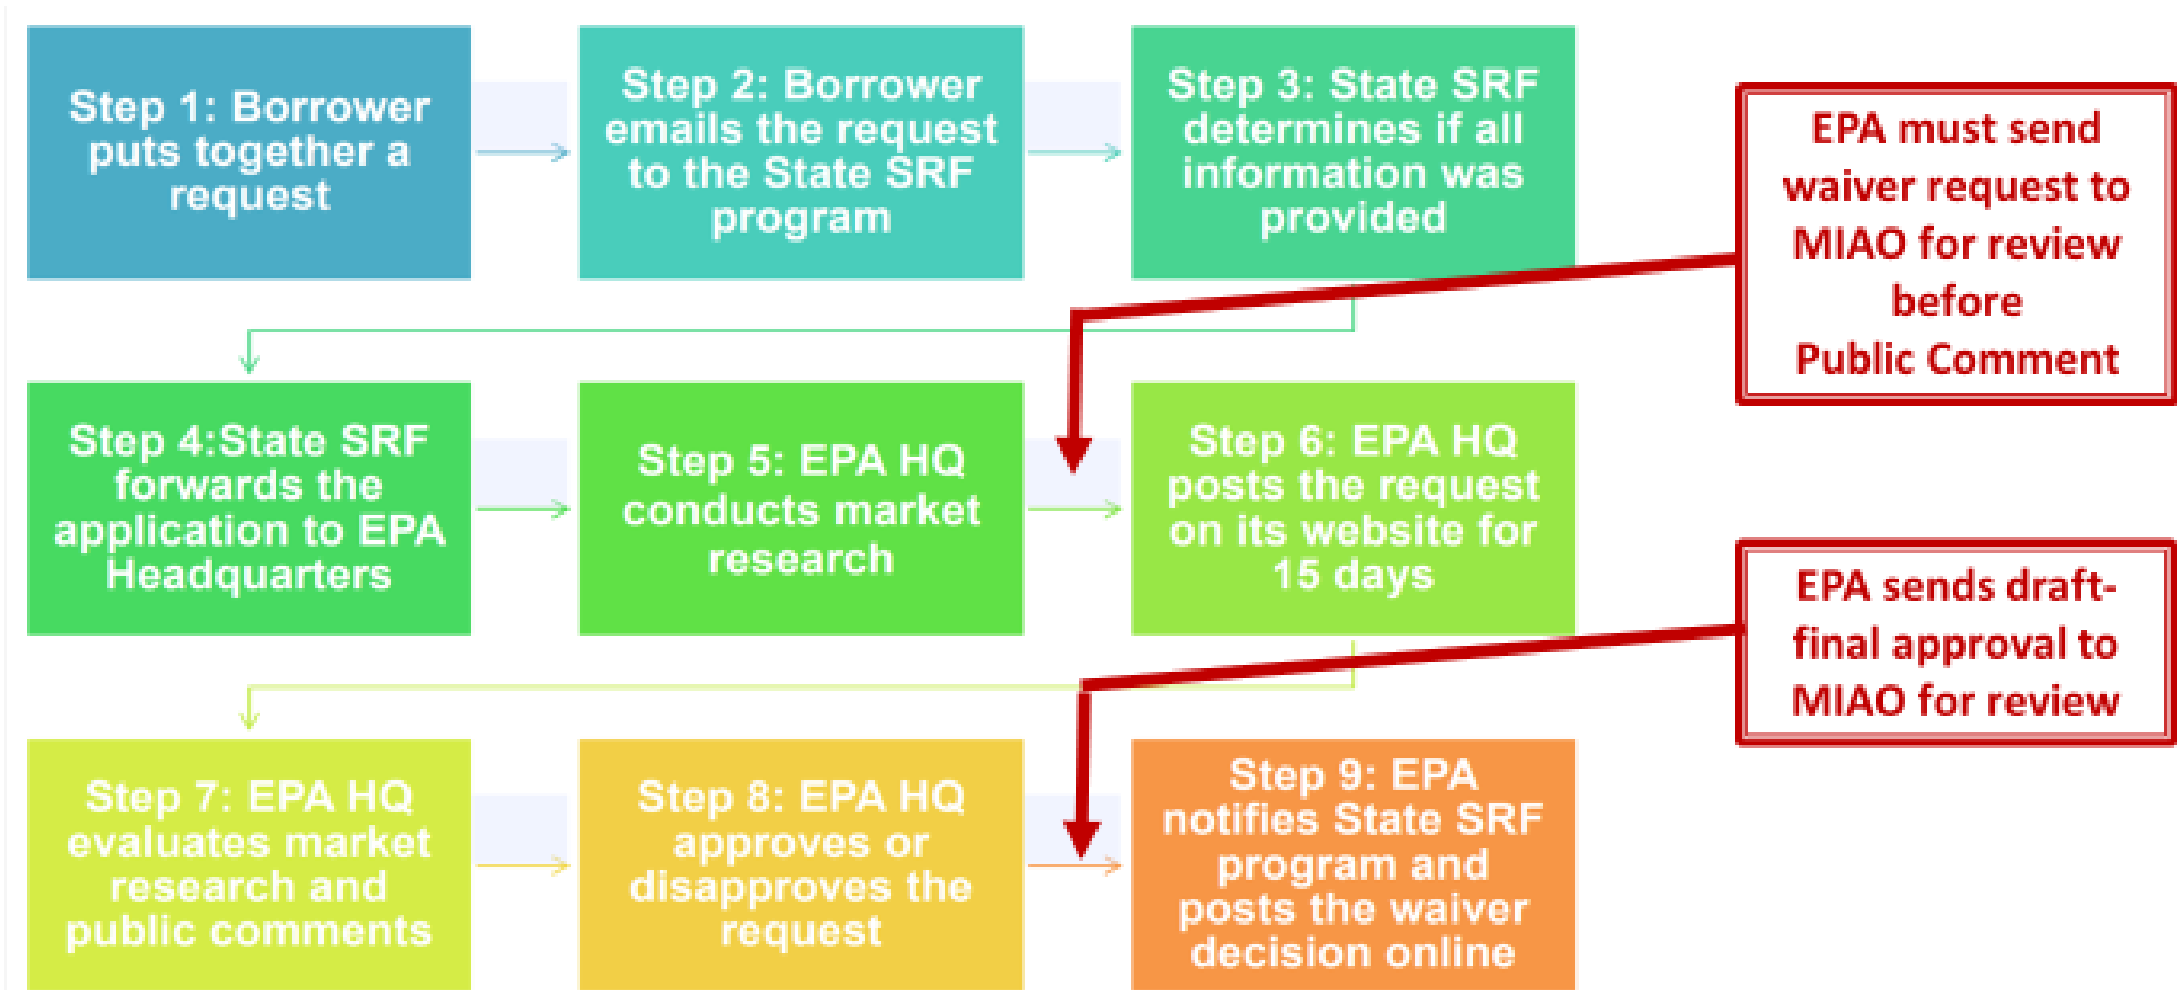 Step 1: Borrower
puts together a
request
Step 2: Borrower
emails the request
to the State SRF
program
Step 3: State SRF
determines if all
information was
provided
EPA must send
waiver request to
MIAO for review
before
Public Comment
Step 4:State SRF
forwards the
application to EPA
Headquarters
Step 5: EPA HQ
conducts market
research
Step 6: EPA HQ
posts the request
on its website for
15 days
EPA sends draft-
final approval to
MIAO for review
Step 7: EPA HQ
evaluates market
research and
public comments
Step 8: EPA HQ
approves or
disapproves the
request
Step 9: EPA
notifies State SRF
program and
posts the waiver
decision online